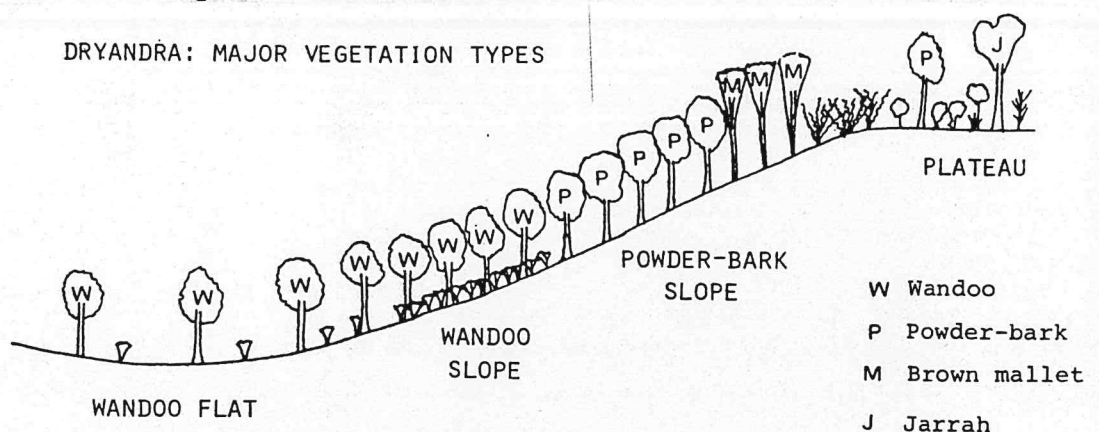 DRYANDRA: MAJOR VEGETATION TYPES
J
P
M M M
P
P
P
P
P
W
W
W
W
W
W
W
W
PLATEAU
POWDER-BARK
SLOPE
WANDOO
SLOPE
WANDOO FLAT
W Wandoo
P Powder-bark
M Brown mallet
J Jarrah